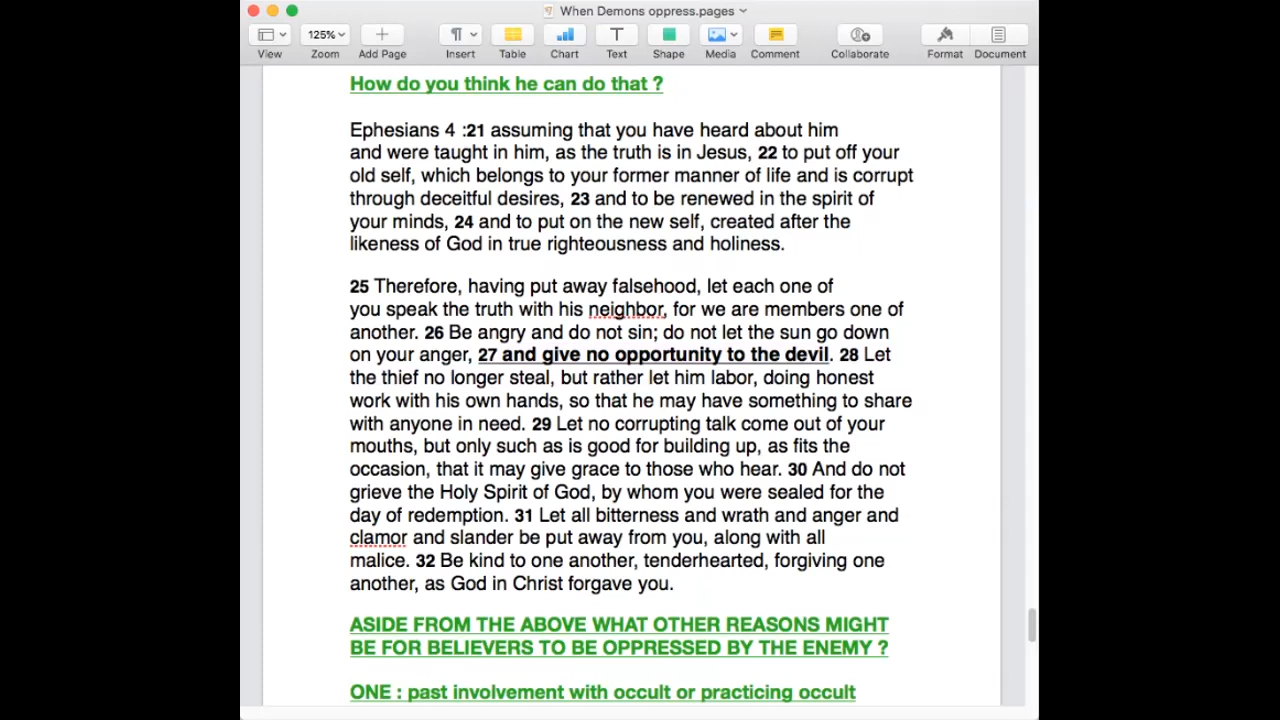 When Demons oppress.pages
125%
View
Zoom
Add Page
Insert
Table
Chart
Text
Shape
Media
Comment
Collaborate
Format
Document
How do you think he can do that ?
Ephesians 4 :21 assuming that you have heard about him
and were taught in him, as the truth is in Jesus, 22 to put off your
old self, which belongs to your former manner of life and is corrupt
through deceitful desires, 23 and to be renewed in the spirit of
your minds, 24 and to put on the new self, created after the
likeness of God in true righteousness and holiness.
25 Therefore, having put away falsehood, let each one of
you speak the truth with his neighbor, for we are members one of
another. 26 Be angry and do not sin; do not let the sun go down
on your anger, 27 and give no opportunity to the devil. 28 Let
the thief no longer steal, but rather let him labor, doing honest
work with his own hands, so that he may have something to share
with anyone in need. 29 Let no corrupting talk come out of your
mouths, but only such as is good for building up, as fits the
occasion, that it may give grace to those who hear. 30 And do not
grieve the Holy Spirit of God, by whom you were sealed for the
day of redemption. 31 Let all bitterness and wrath and anger and
clamor and slander be put away from you, along with all
malice. 32 Be kind to one another, tenderhearted, forgiving one
another, as God in Christ forgave you.
ASIDE FROM THE ABOVE WHAT OTHER REASONS MIGHT
BE FOR BELIEVERS TO BE OPPRESSED BY THE ENEMY ?
ONE : past involvement with occult or practicing occult